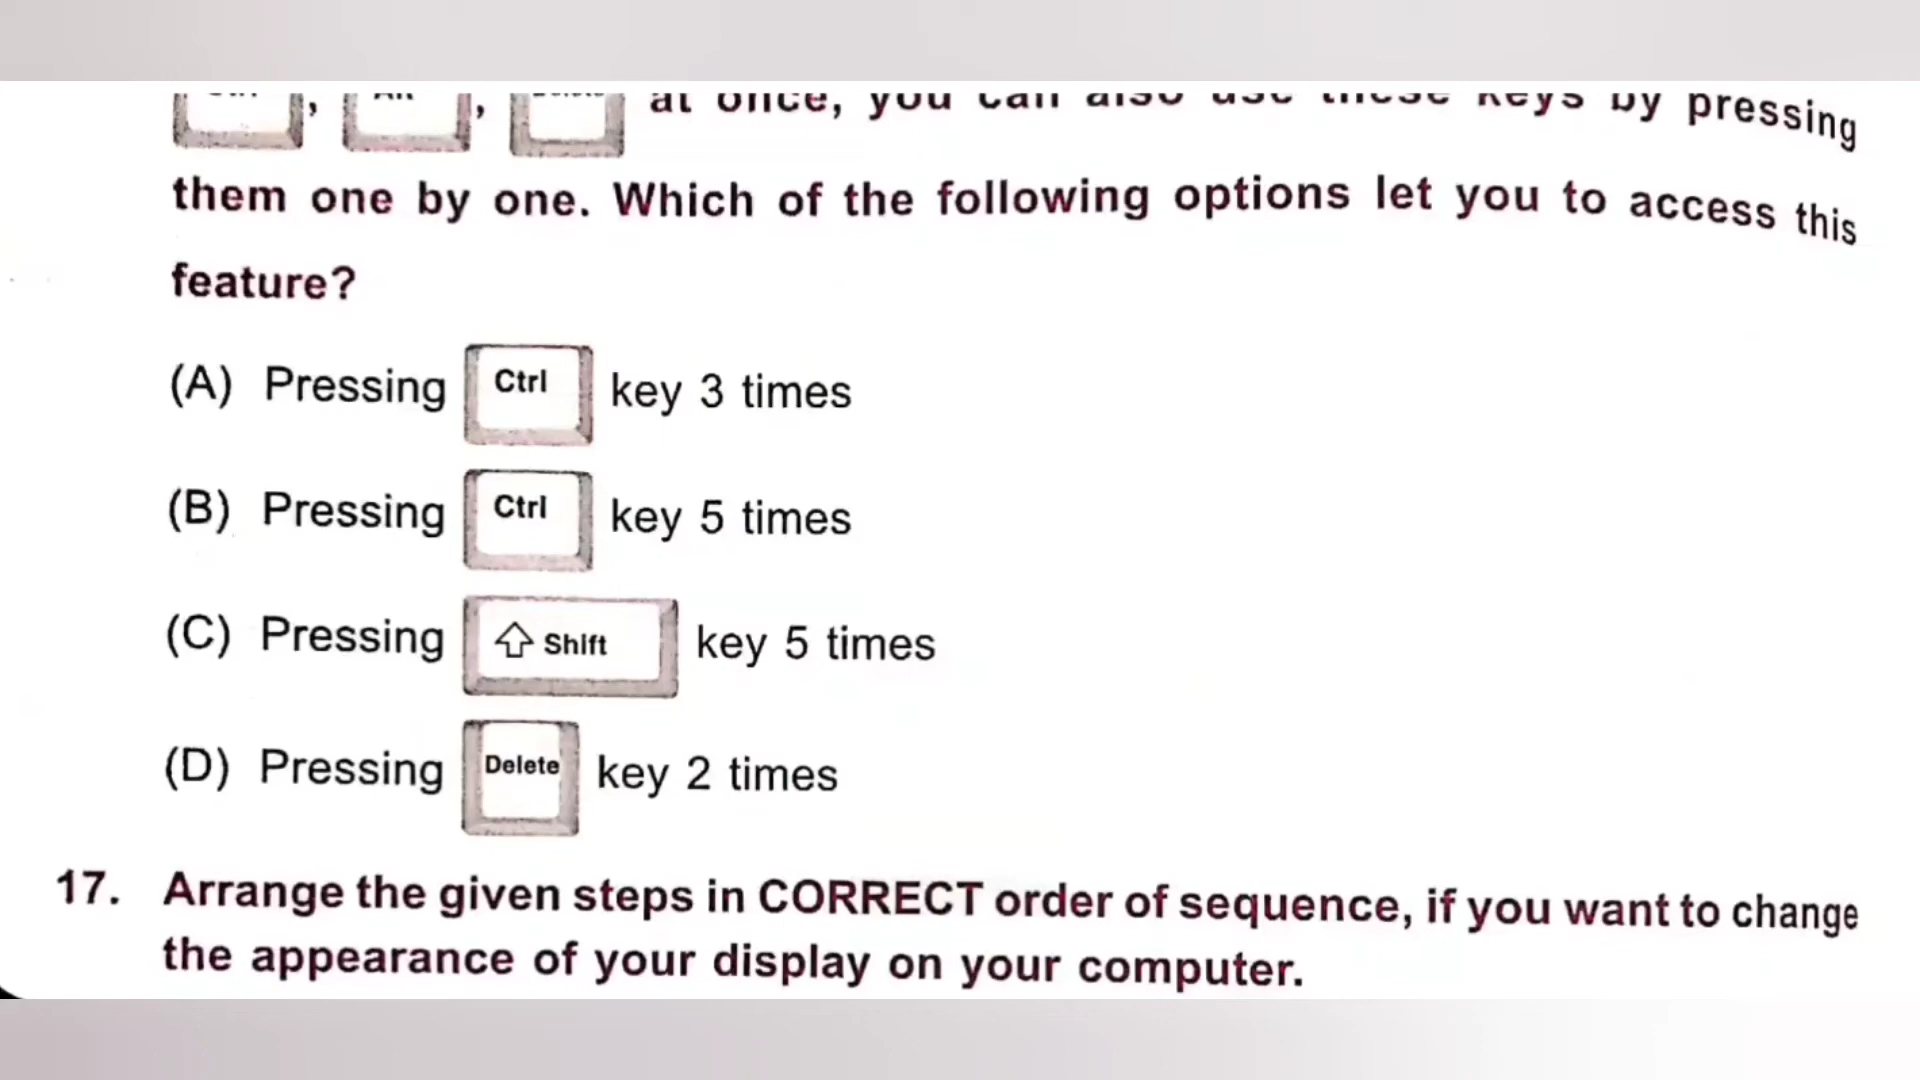 , , at once, you can also use these keys by pressing
them one by one. Which of the following options let you to access this
feature?
(A) Pressing Ctrl key 3 times
(B) Pressing Ctrl key 5 times
(C) Pressing Shift key 5 times
(D) Pressing Delete key 2 times
17. Arrange the given steps in CORRECT order of sequence, if you want to change
the appearance of your display on your computer.